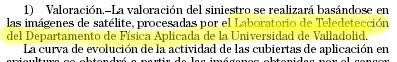 1) Valoración.–La valoración del siniestro se realizará basándose en
las imágenes de satélite, procesadas por el Laboratorio de Teledetección
del Departamento de Física Aplicada de la Universidad de Valladolid.
La curva de evolución de la actividad de las cubiertas de aplicación en